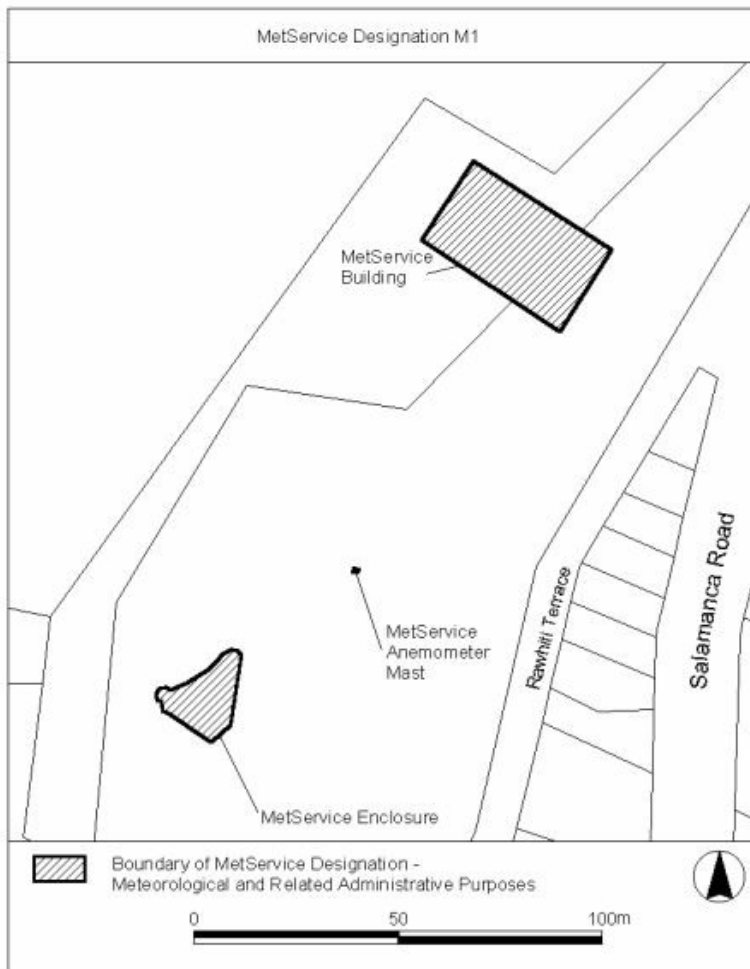 MetService Designation M1
MetService
Building
MetService
Anemometer
Mast
Rawhiti Terrace
Salamanca Road
MetService Enclosure
Boundary of MetService Designation -
Meteorological and Related Administrative Purposes
0 50 100m